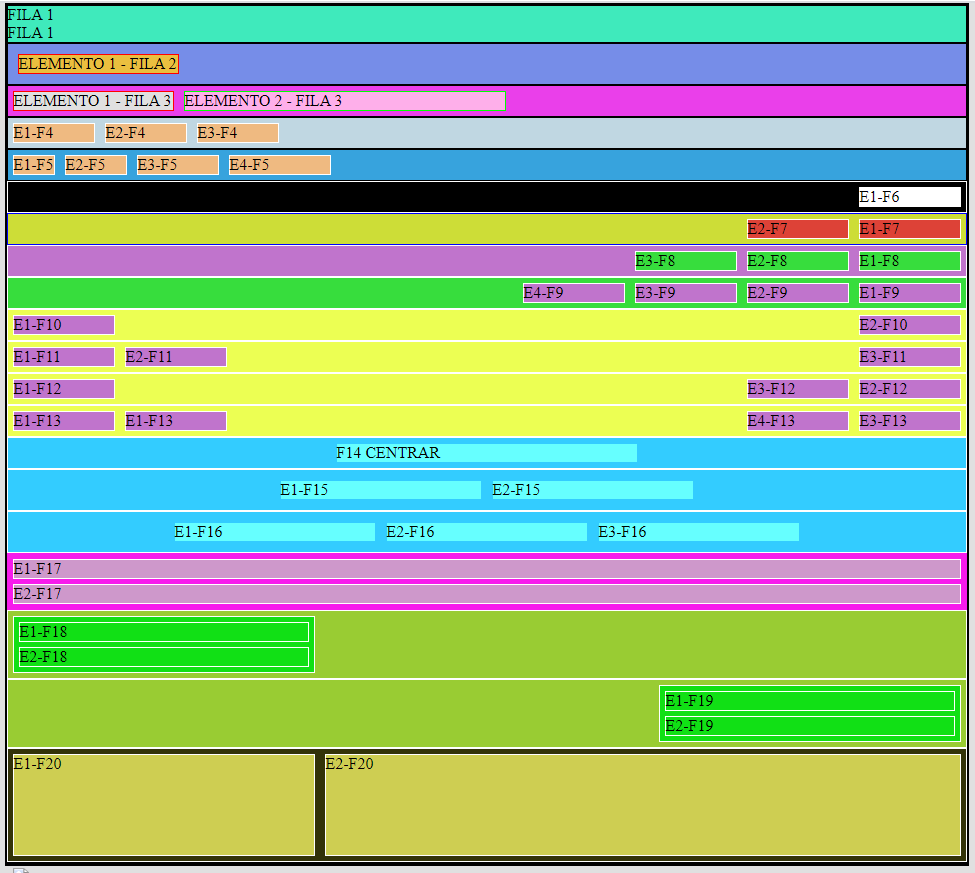 FILA 1
FILA 1
ELEMENTO 1 - FILA 2
ELEMENTO 1 - FILA 3 ELEMENTO 2 - FILA 3
E1-F4 E2-F4 E3-F4
E1-F5 E2-F5 E3-F5 E4-F5
E1-F6
E2-F7 E1-F7
E3-F8 E2-F8 E1-F8
E4-F9 E3-F9 E2-F9 E1-F9
E1-F10 E2-F10
E1-F11 E2-F11 E3-F11
E1-F12 E3-F12 E2-F12
E1-F13 E1-F13 E4-F13 E3-F13
F14 CENTRAR
E1-F15 E2-F15
E1-F16 E2-F16 E3-F16
E1-F17
E2-F17
E1-F18
E2-F18
E1-F19
E2-F19
E1-F20 E2-F20